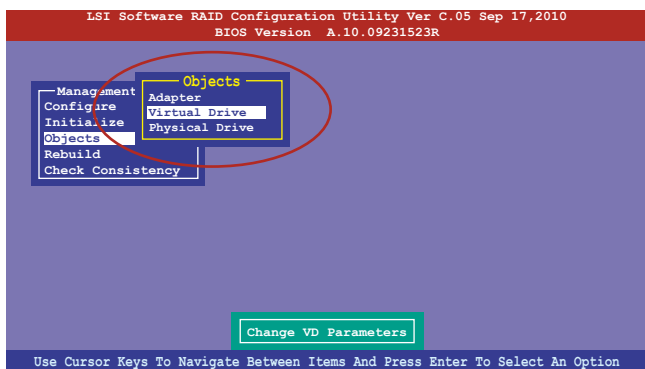 LSI Software RAID Configuration Utility Ver C.05 Sep 17,2010
BIOS Version A.10.09231523R
Management
Configure
Initialize
Objects
Rebuild
Check Consistency
Objects
Adapter
Virtual Drive
Physical Drive
Change VD Parameters
Use Cursor Keys To Navigate Between Items And Press Enter To Select An Option